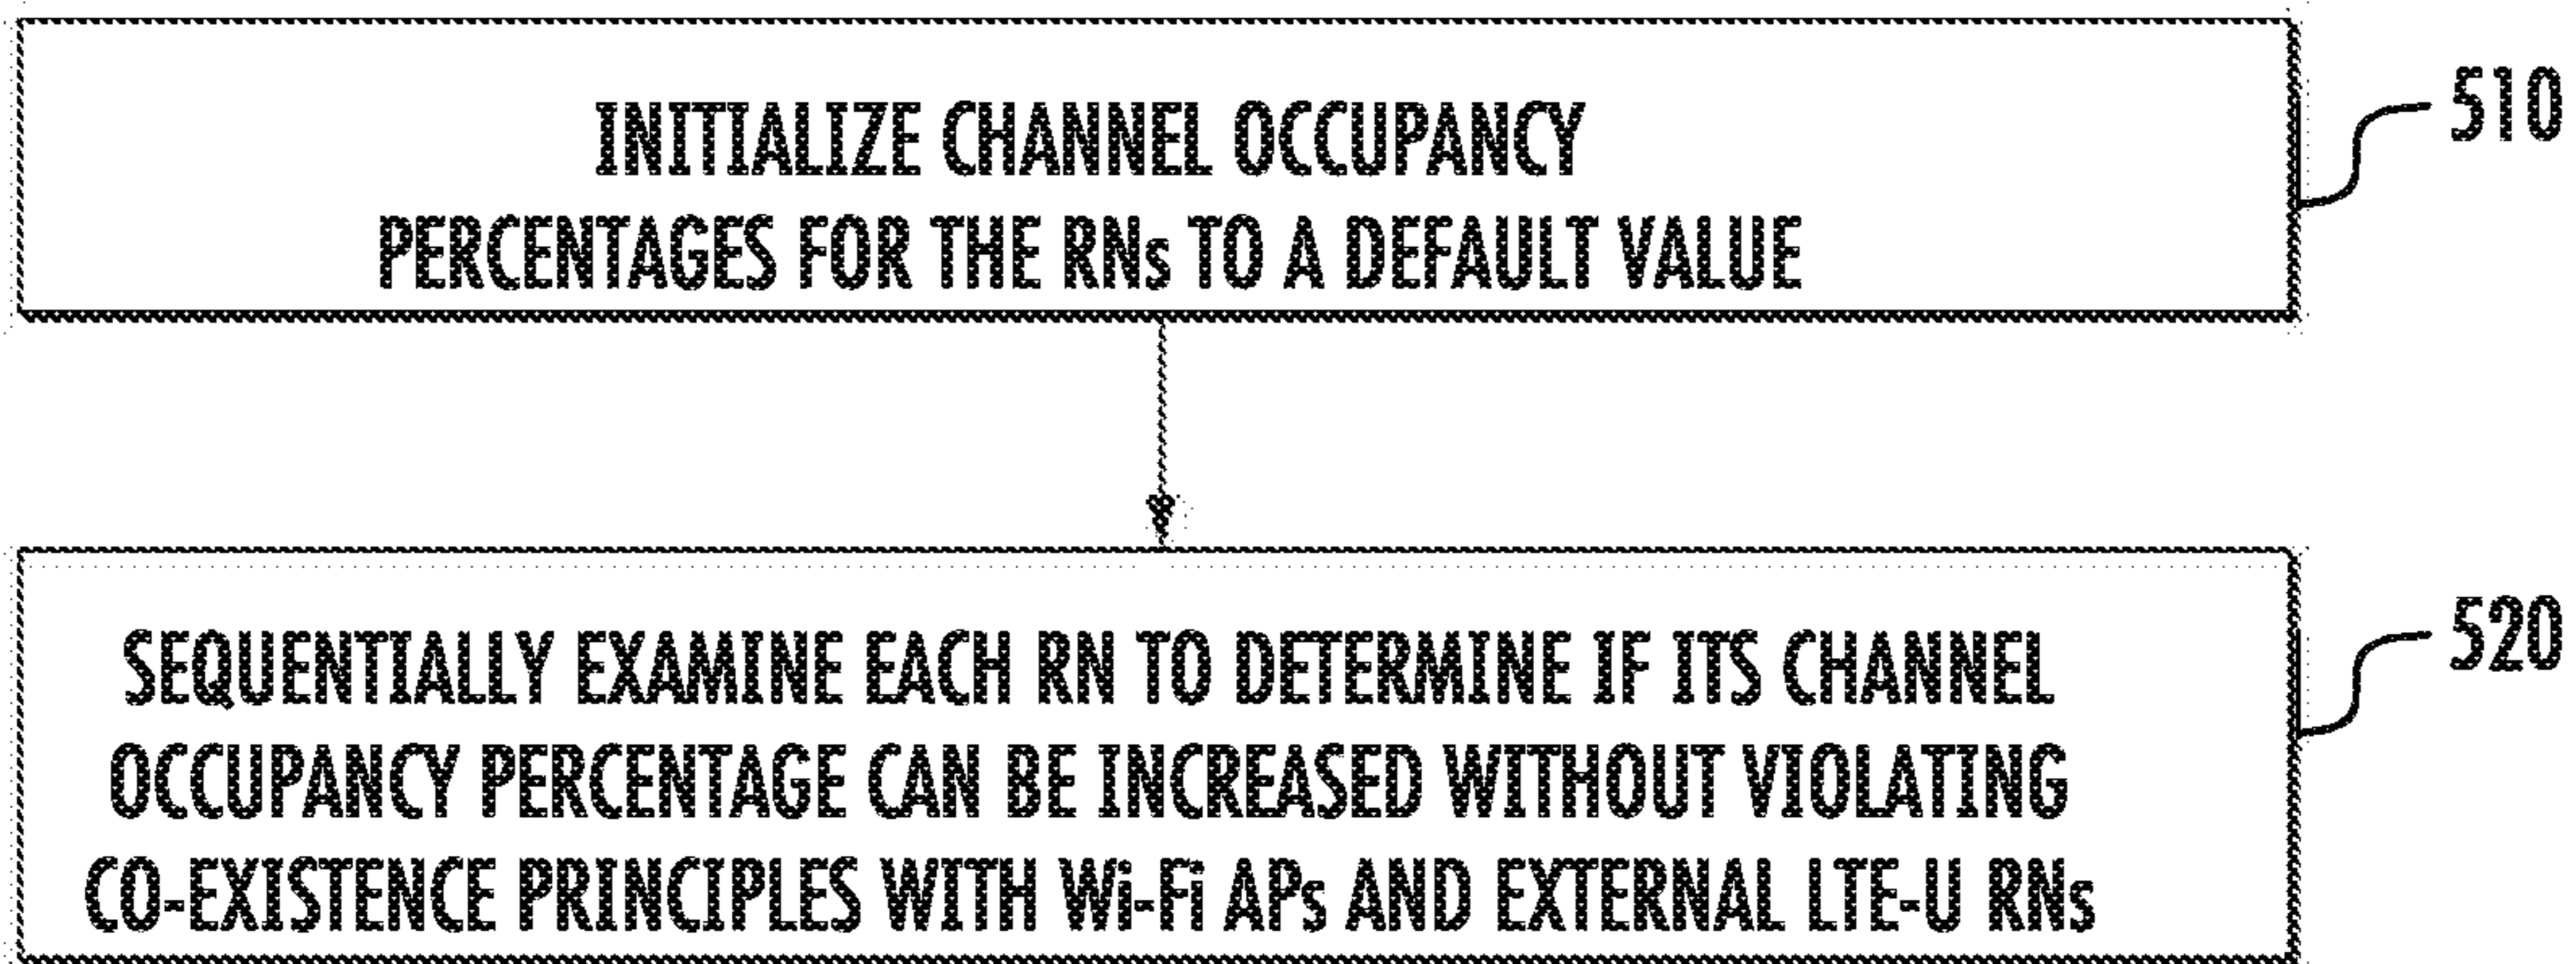 INITIALIZE CHANNEL OCCUPANCY
PERCENTAGES FOR THE RNs TO A DEFAULT VALUE
510
SEQUENTIALLY EXAMINE EACH RN TO DETERMINE IF ITS CHANNEL
OCCUPANCY PERCENTAGE CAN BE INCREASED WITHOUT VIOLATING
CO-EXISTENCE PRINCIPLES WITH Wi-Fi APs AND EXTERNAL LTE-U RNs
520